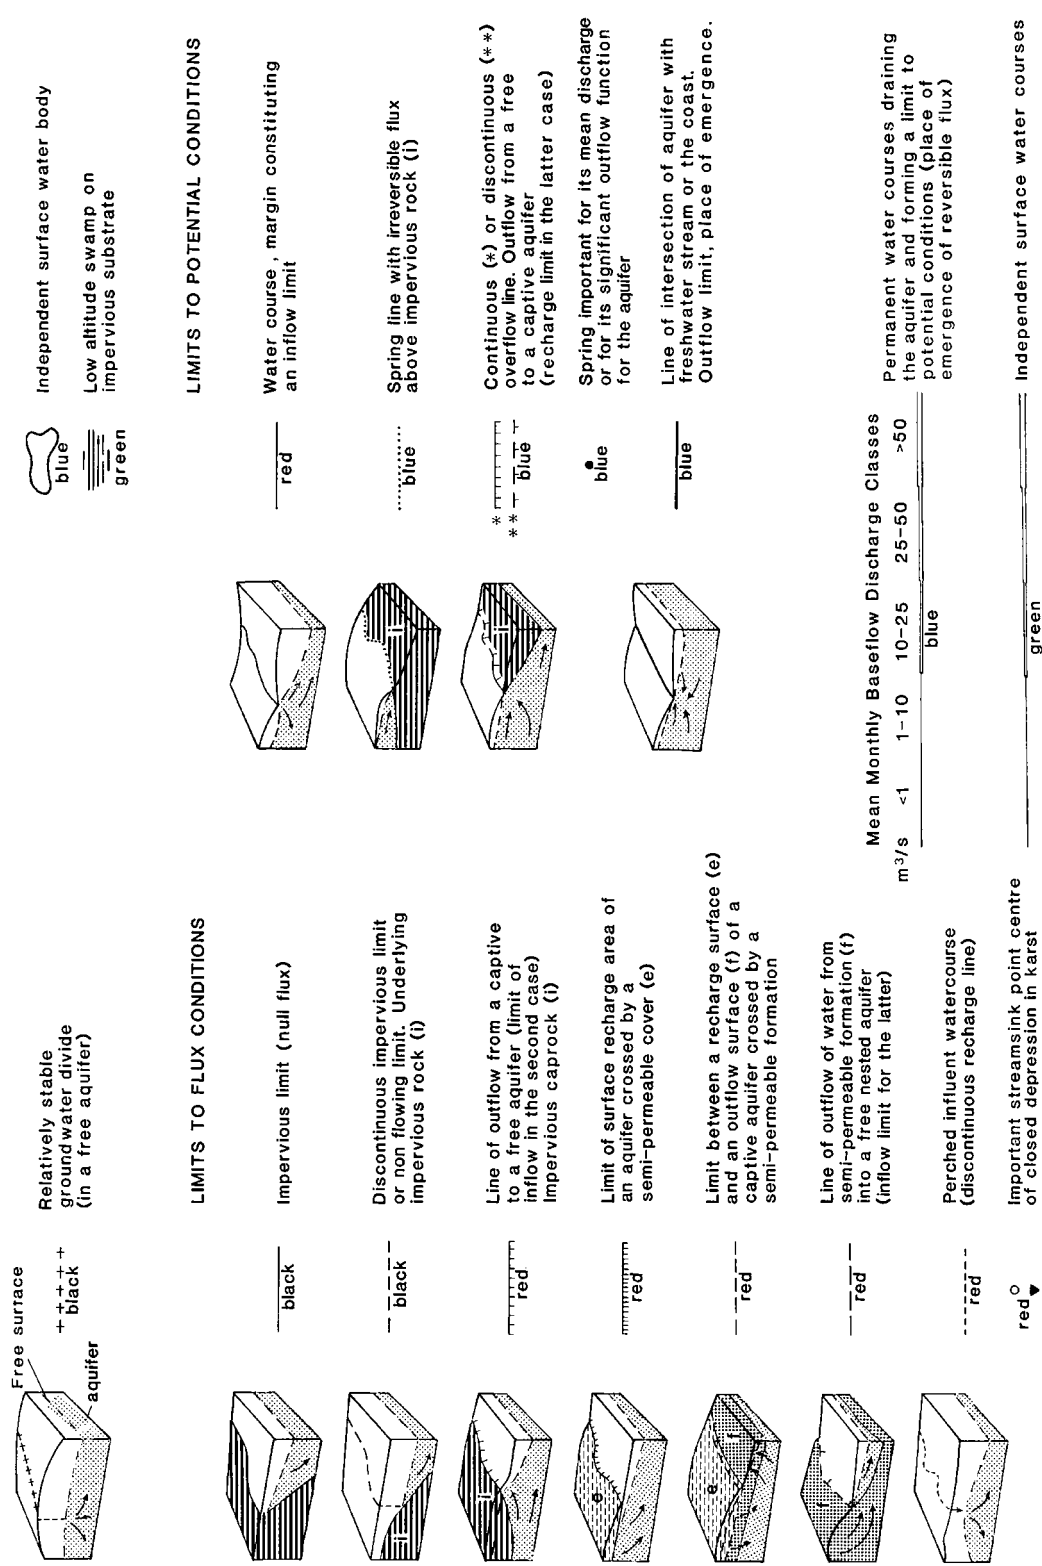 Free surface
aquifer
+ + + + +
black
Relatively stable
groundwater divide
(in a free aquifer)
LIMITS TO FLUX CONDITIONS
black
Impervious limit (null flux)
i
black
Discontinuous impervious limit
or non flowing limit. Underlying
impervious rock (i)
i
red
Line of outflow from a captive
to a free aquifer (limit of
inflow in the second case)
Impervious caprock (i)
e
red
Limit of surface recharge area of
an aquifer crossed by a
semi-permeable cover (e)
e
f
red
Limit between a recharge surface (e)
and an outflow surface (f) of a
captive aquifer crossed by a
semi-permeable formation
f
red
Line of outflow of water from
semi-permeable formation (f)
into a free nested aquifer
(inflow limit for the latter)
red
Perched influent watercourse
(discontinuous recharge line)
red
Important streamsink point centre
of closed depression in karst
blue
Independent surface water body
green
Low altitude swamp on
impervious substrate
LIMITS TO POTENTIAL CONDITIONS
red
Water course, margin constituting
an inflow limit
i
blue
Spring line with irreversible flux
above impervious rock (i)
i
*
**
blue
Continuous (*) or discontinuous (**)
overflow line. Outflow from a free
to a captive aquifer
(recharge limit in the latter case)
blue
Spring important for its mean discharge
or for its significant outflow function
for the aquifer
blue
Line of intersection of aquifer with
freshwater stream or the coast.
Outflow limit, place of emergence.
Mean Monthly Baseflow Discharge Classes
m³/s <1 1-10 10-25 25-50 >50
blue
Permanent water courses draining
the aquifer and forming a limit to
potential conditions (place of
emergence of reversible flux)
green
Independent surface water courses